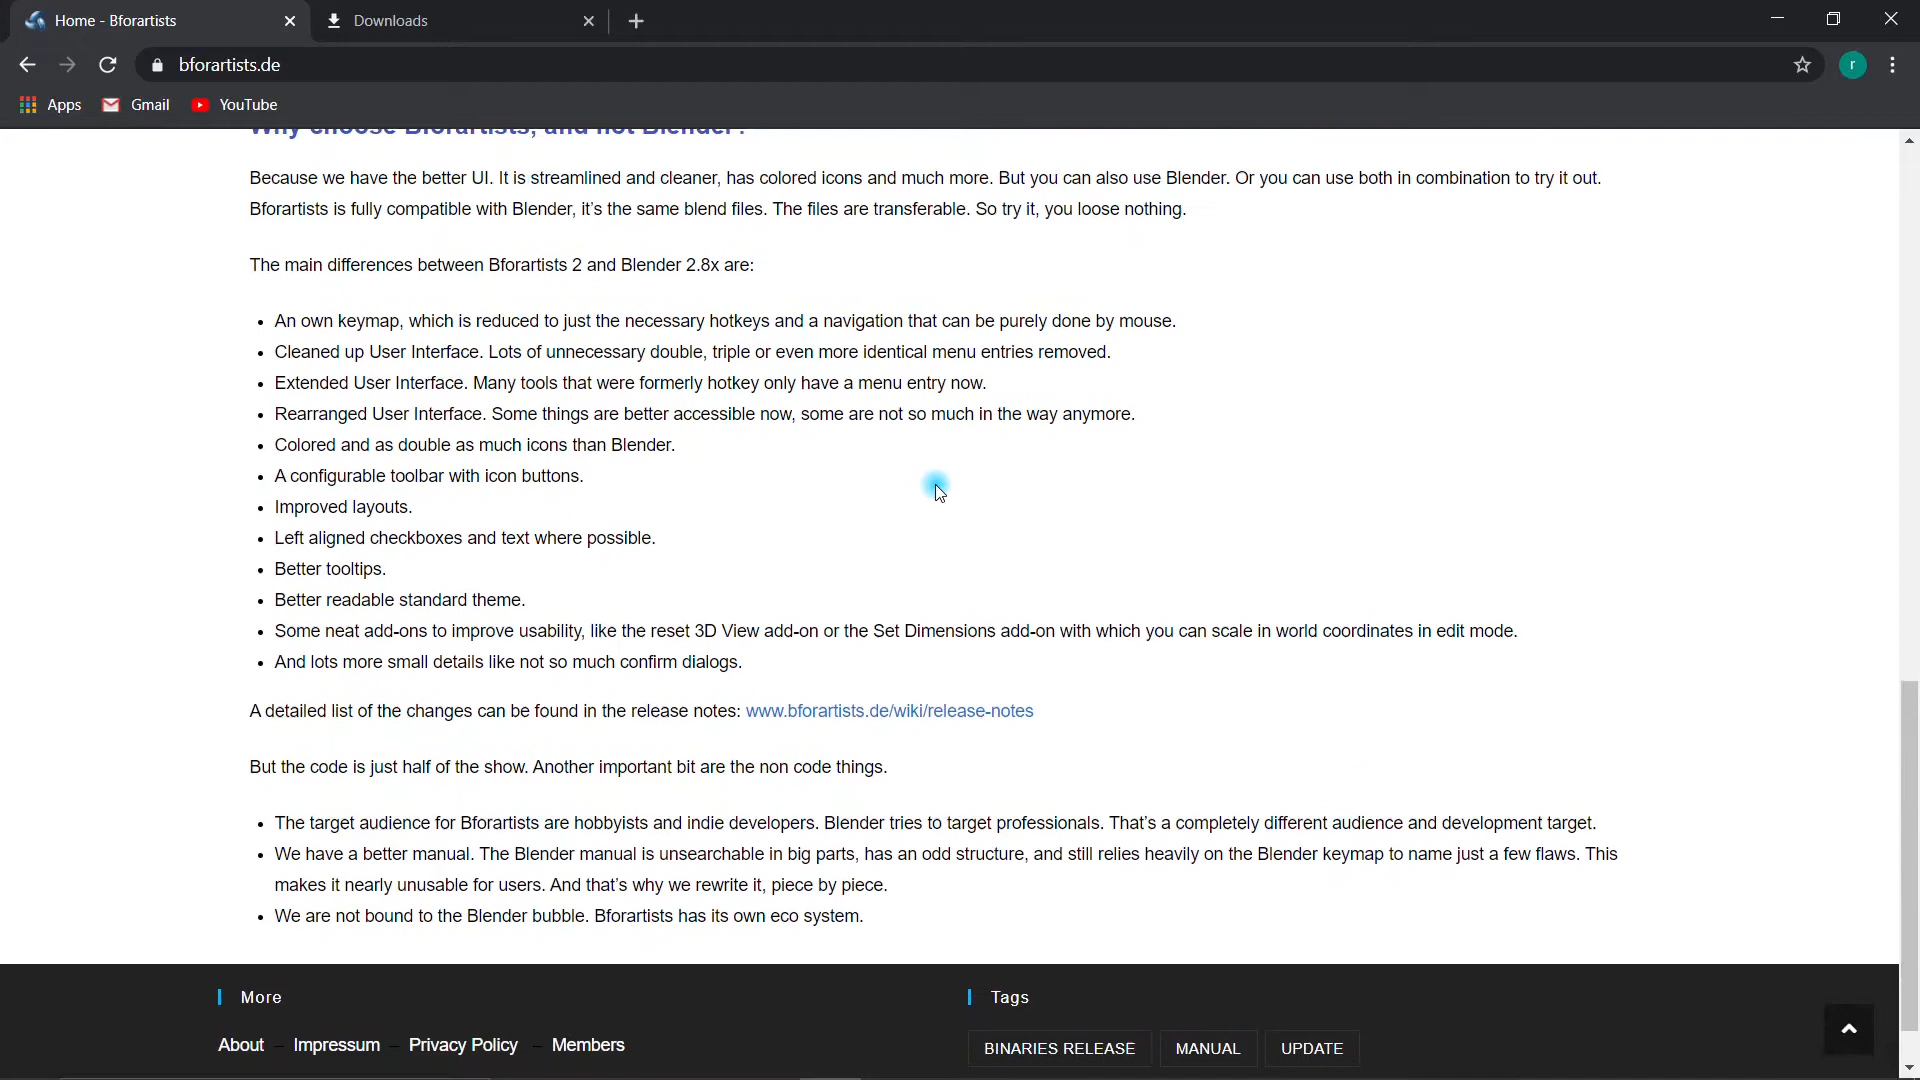 Home - Bforartists
Downloads
bforartists.de
r
Apps
Gmail
YouTube
Why choose Bforartists, and not Blender?
Because we have the better UI. It is streamlined and cleaner, has colored icons and much more. But you can also use Blender. Or you can use both in combination to try it out.
Bforartists is fully compatible with Blender, it’s the same blend files. The files are transferable. So try it, you loose nothing.
The main differences between Bforartists 2 and Blender 2.8x are:
• An own keymap, which is reduced to just the necessary hotkeys and a navigation that can be purely done by mouse.
• Cleaned up User Interface. Lots of unnecessary double, triple or even more identical menu entries removed.
• Extended User Interface. Many tools that were formerly hotkey only have a menu entry now.
• Rearranged User Interface. Some things are better accessible now, some are not so much in the way anymore.
• Colored and as double as much icons than Blender.
• A configurable toolbar with icon buttons.
• Improved layouts.
• Left aligned checkboxes and text where possible.
• Better tooltips.
• Better readable standard theme.
• Some neat add-ons to improve usability, like the reset 3D View add-on or the Set Dimensions add-on with which you can scale in world coordinates in edit mode.
• And lots more small details like not so much confirm dialogs.
A detailed list of the changes can be found in the release notes: www.bforartists.de/wiki/release-notes
But the code is just half of the show. Another important bit are the non code things.
• The target audience for Bforartists are hobbyists and indie developers. Blender tries to target professionals. That’s a completely different audience and development target.
• We have a better manual. The Blender manual is unsearchable in big parts, has an odd structure, and still relies heavily on the Blender keymap to name just a few flaws. This
makes it nearly unusable for users. And that’s why we rewrite it, piece by piece.
• We are not bound to the Blender bubble. Bforartists has its own eco system.
More
About – Impressum – Privacy Policy – Members
Tags
BINARIES RELEASE MANUAL UPDATE